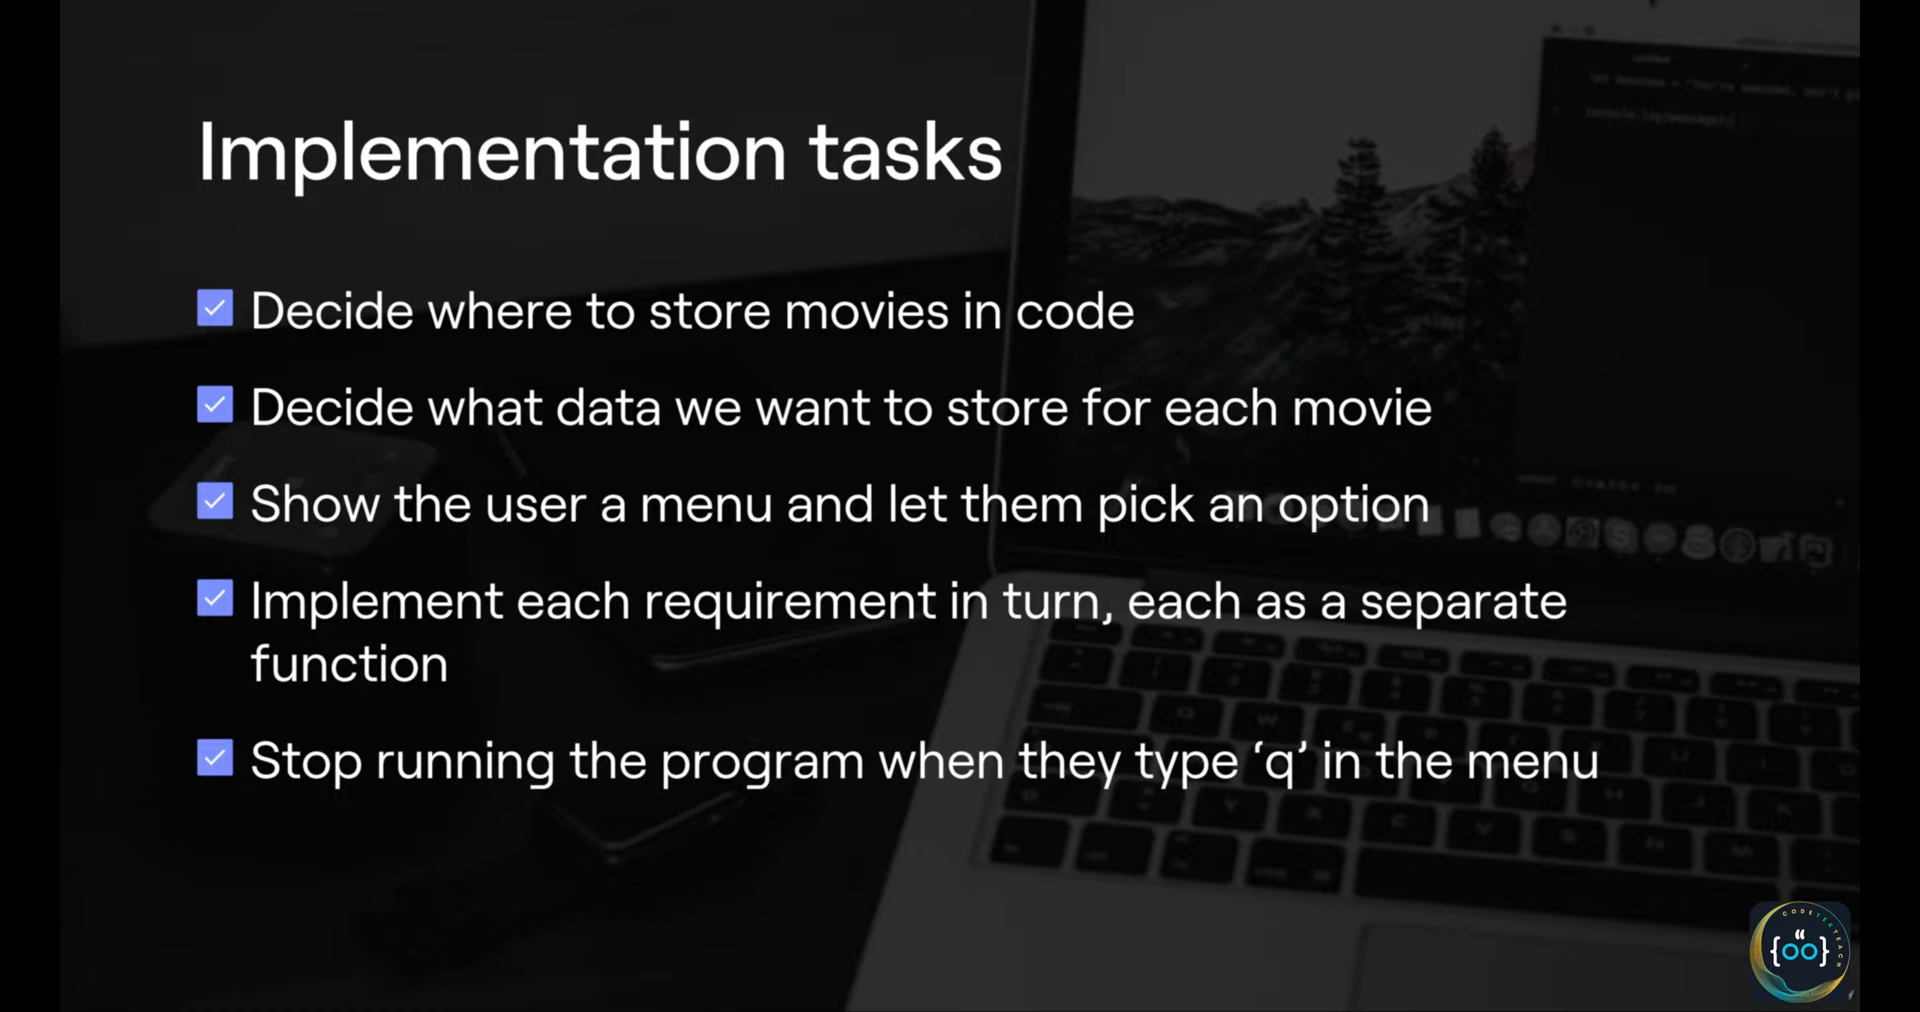 Implementation tasks
Decide where to store movies in code
Decide what data we want to store for each movie
Show the user a menu and let them pick an option
Implement each requirement in turn, each as a separate
function
Stop running the program when they type ‘q’ in the menu
CODETEKTEACH
{oo}